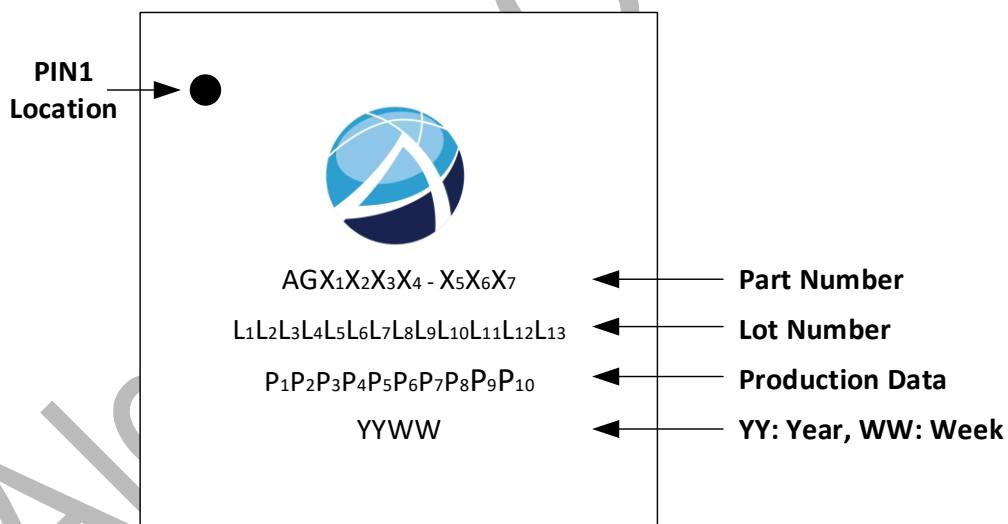 PIN1
Location
AGX₁X₂X₃X₄ - X₅X₆X₇
Part Number
L₁L₂L₃L₄L₅L₆L₇L₈L₉L₁₀L₁₁L₁₂L₁₃
Lot Number
P₁P₂P₃P₄P₅P₆P₇P₈P₉P₁₀
Production Data
YYWW
YY: Year, WW: Week